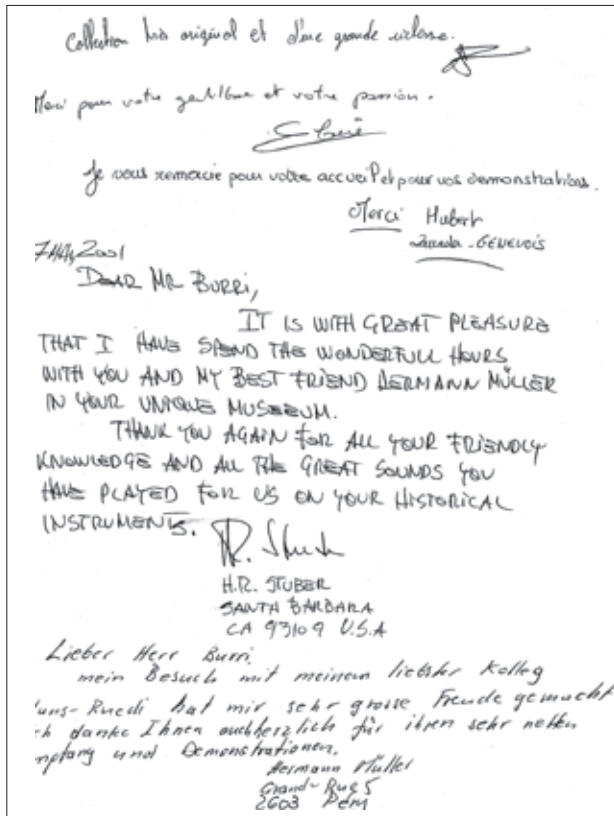 Collection très original et d'une grande richesse.
Merci pour votre gentillesse et votre passion.
Je vous remercie pour votre accueil et pour vos demonstrations.
Merci Hubert
GENEVOIS
2001
DEAR MR BURRI,
IT IS WITH GREAT PLEASURE
THAT I HAVE SPEND THE WONDERFULL HOURS
WITH YOU AND MY BEST FRIEND HERMANN MÜLLER
IN YOUR UNIQUE MUSEEUM.
THANK YOU AGAIN FOR ALL YOUR FRIENDLY
KNOWLEDGE AND ALL THE GREAT SOUNDS YOU
HAVE PLAYED FOR US ON YOUR HISTORICAL
INSTRUMENTS.
H.R. STUBER
SANTA BARBARA
CA 93109 U.S.A
Lieber Herr Burri,
mein Besuch mit meinem liebster Kolleg
Hans-Ruedi hat mir sehr grosse Freude gemacht
ich danke Ihnen auch herzlich für ihren sehr netten
Empfang und Demonstrationen.
Hermann Müller
Grand-Rue 5
2603 Péry